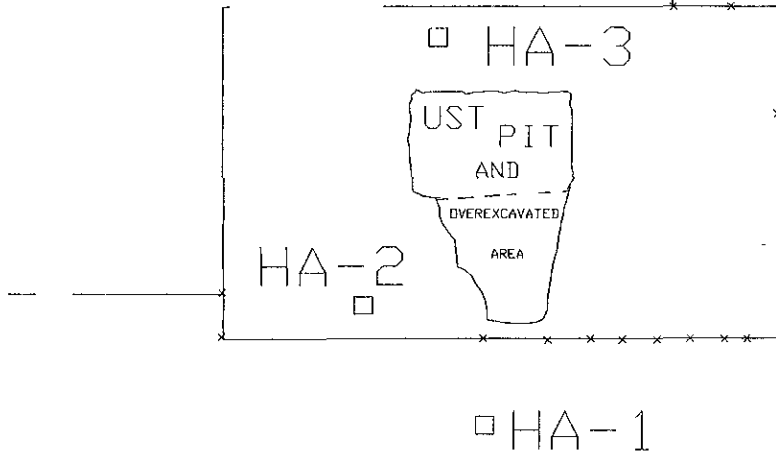 HA-3
UST PIT
AND
OVEREXCAVATED
AREA
HA-2
HA-1